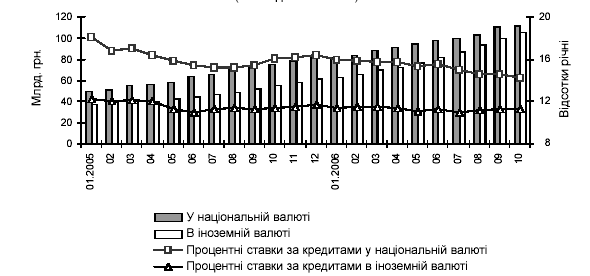 Млрд. грн.
120
100
80
60
40
20
0
20
16
12
8
Відсотки річні
01.2005 02 03 04 05 06 07 08 09 10 11 12 01.2006 02 03 04 05 06 07 08 09 10
У національній валюті
В іноземній валюті
Процентні ставки за кредитами у національній валюті
Процентні ставки за кредитами в іноземній валюті